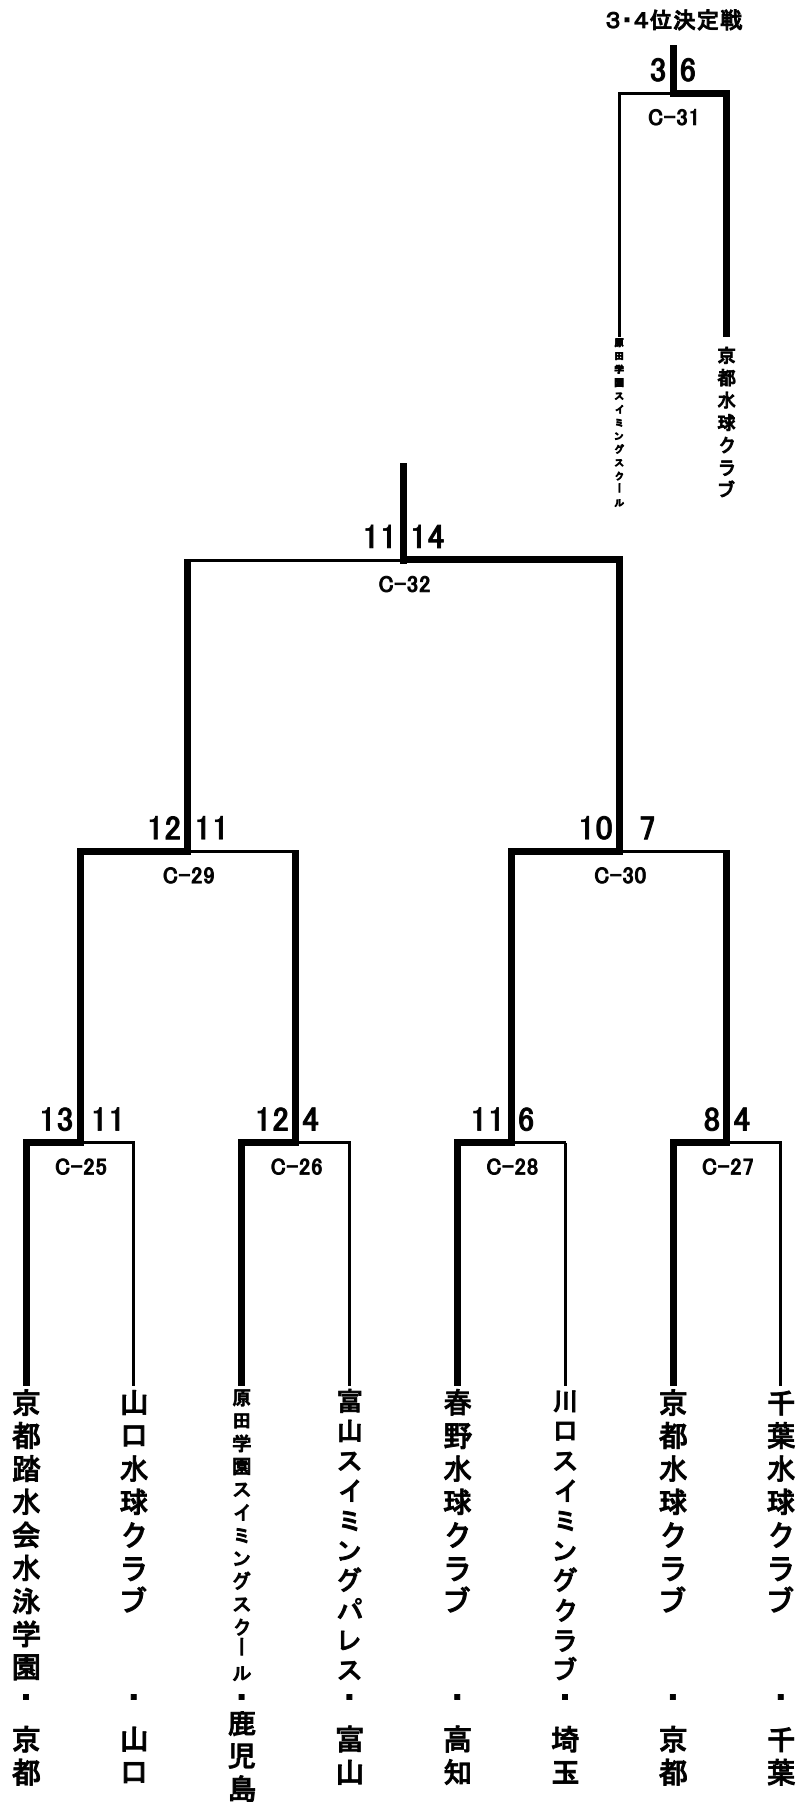 3・4位決定戦
3 6
C-31
原田学園スイミングスクール
京都水球クラブ
11 14
C-32
12 11
C-29
10 7
C-30
13 11
C-25
12 4
C-26
11 6
C-28
8 4
C-27
京都踏水会水泳学園・京都
山口水球クラブ・山口
原田学園スイミングスクール・鹿児島
富山スイミングパレス・富山
春野水球クラブ・高知
川口スイミングクラブ・埼玉
京都水球クラブ・京都
千葉水球クラブ・千葉